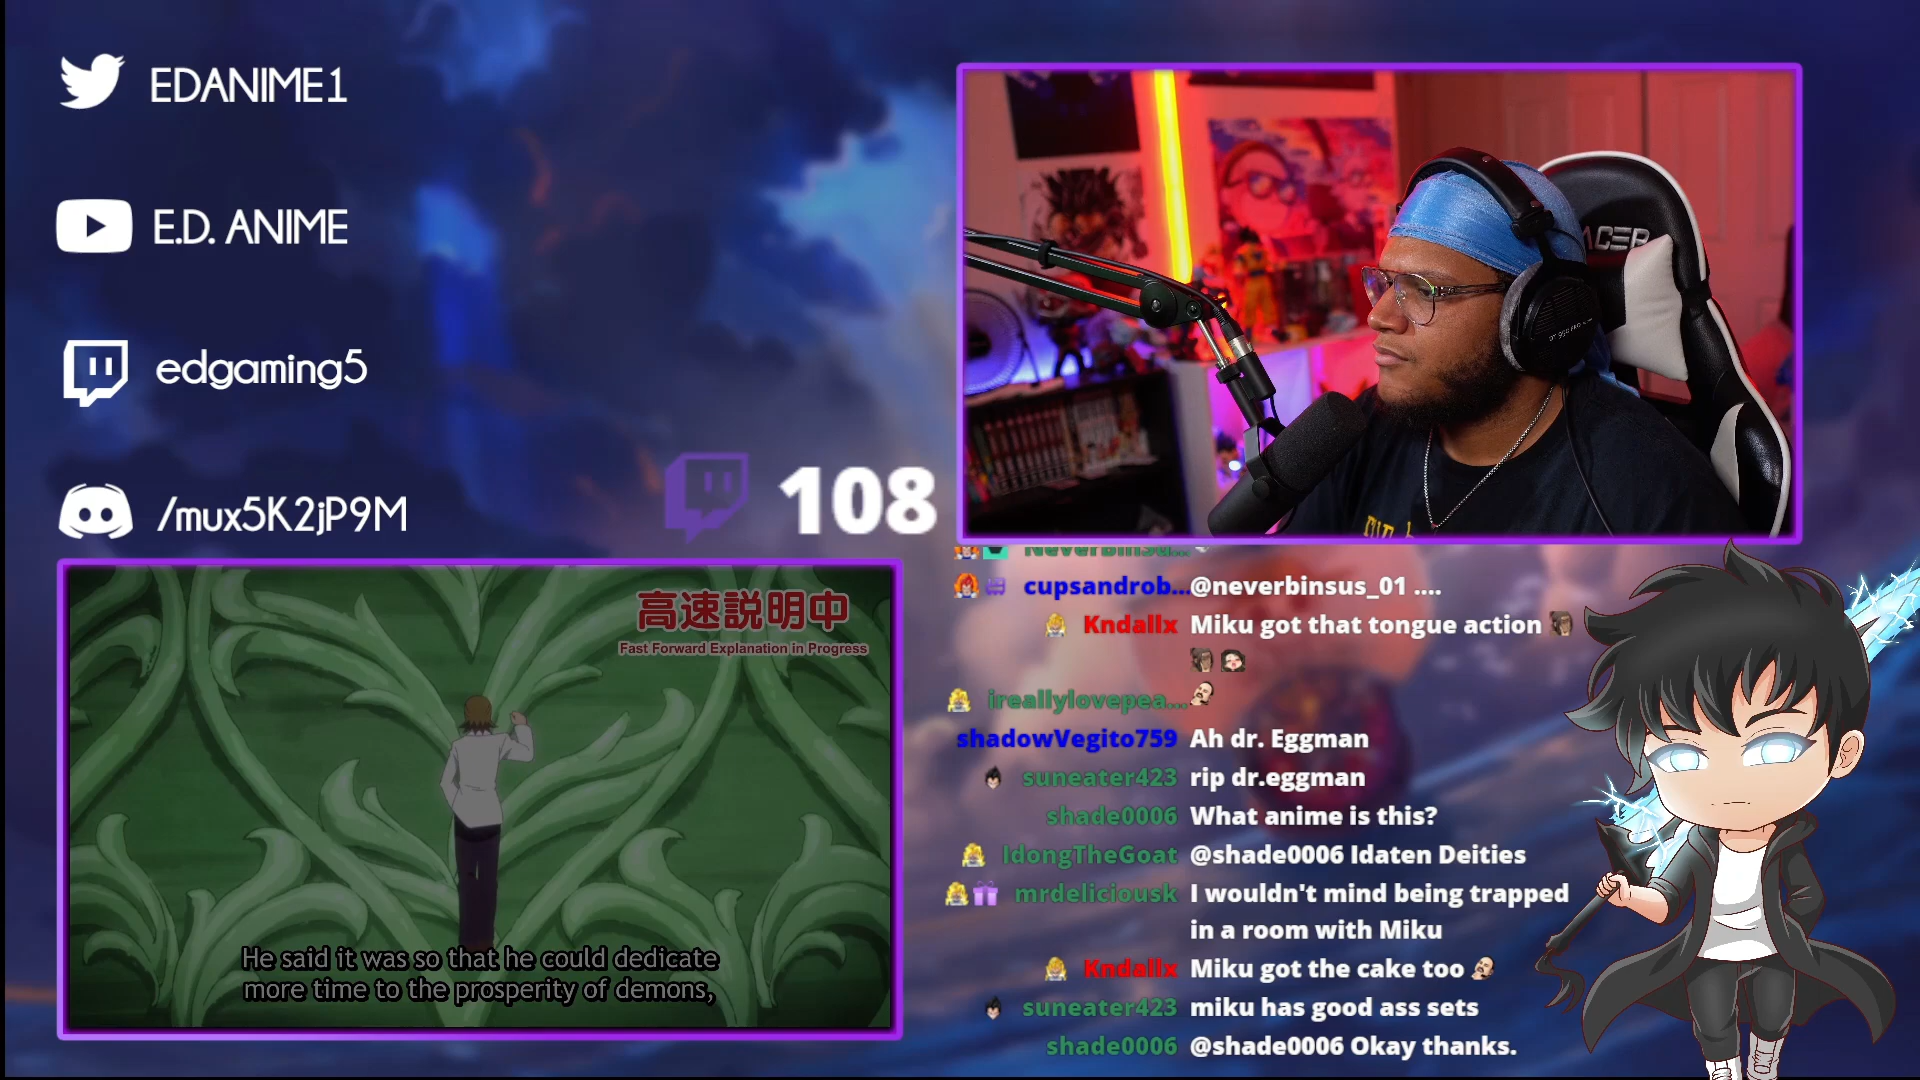 EDANIME1
E.D. ANIME
edgaming5
/mux5K2jP9M
108
高速説明中
Fast Forward Explanation in Progress
He said it was so that he could dedicate
more time to the prosperity of demons,
cupsandrob... @neverbinsus_01 ....
Kndallx Miku got that tongue action
ireallylovepea...
shadowVegito759 Ah dr. Eggman
suneater423 rip dr.eggman
shade0006 What anime is this?
IdongTheGoat @shade0006 Idaten Deities
mrdeliciousk I wouldn't mind being trapped
in a room with Miku
Kndallx Miku got the cake too
suneater423 miku has good ass sets
shade0006 @shade0006 Okay thanks.